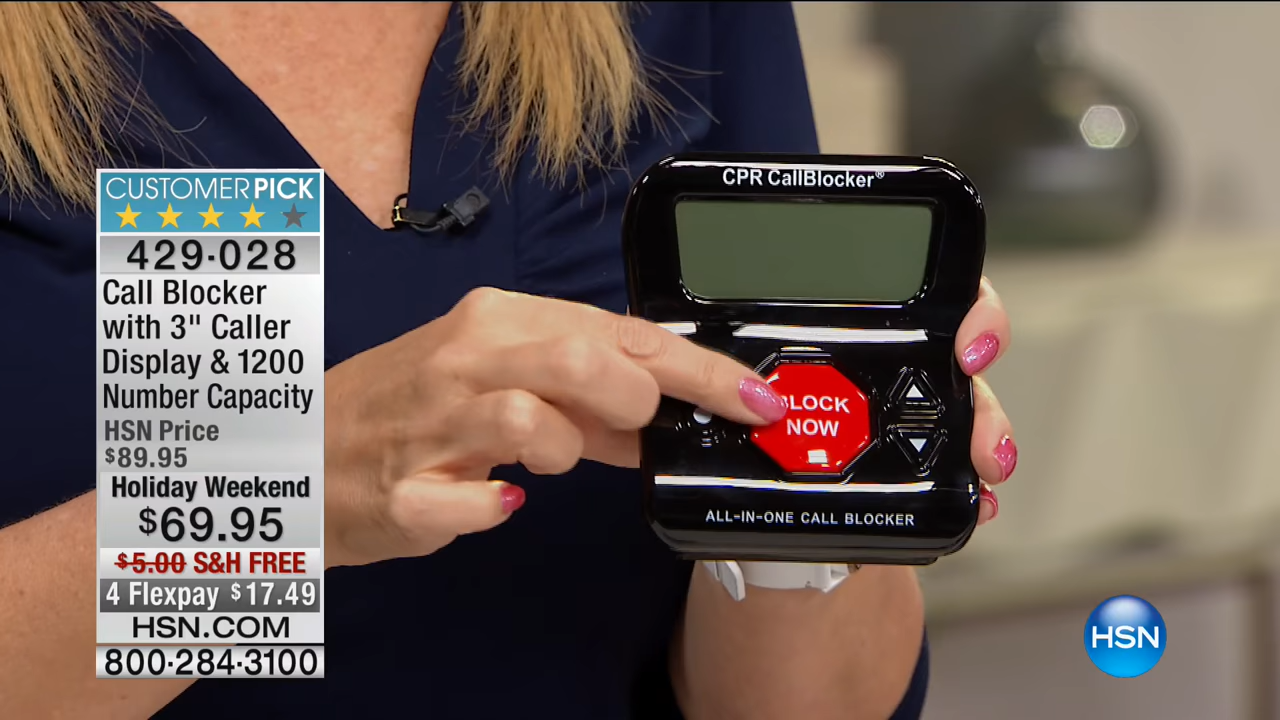 CUSTOMER PICK
429-028
Call Blocker
with 3" Caller
Display & 1200
Number Capacity
HSN Price
$89.95
Holiday Weekend
$69.95
$5.00 S&H FREE
4 Flexpay $17.49
HSN.COM
800-284-3100
CPR CallBlocker®
BLOCK
NOW
ALL-IN-ONE CALL BLOCKER
HSN